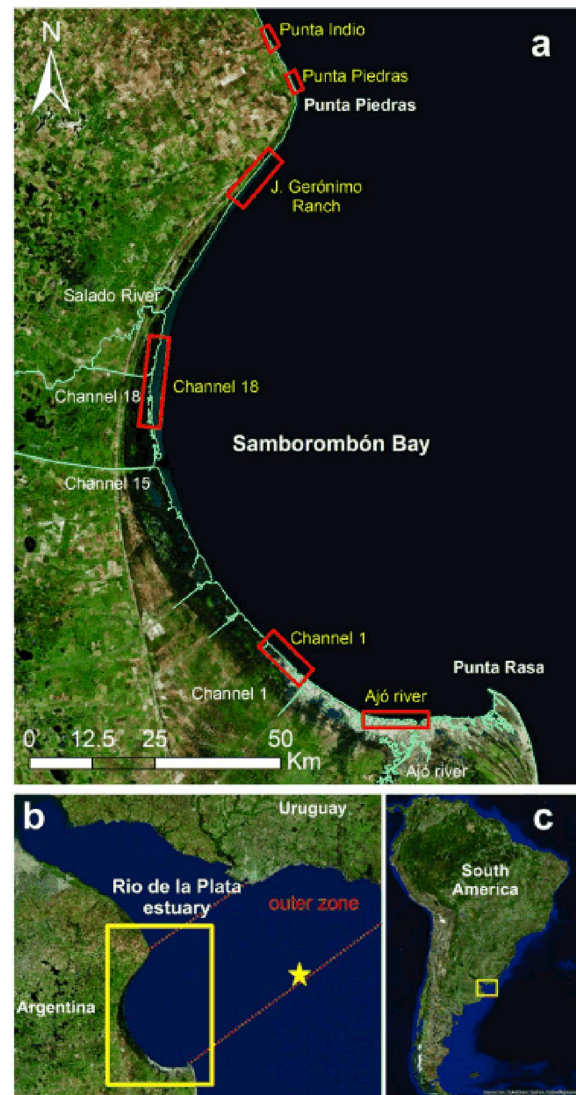 N
a
Punta Indio
Punta Piedras
Punta Piedras
J. Gerónimo
Ranch
Salado River
Channel 18
Channel 18
Samborombón Bay
Channel 15
Channel 1
Punta Rasa
Channel 1
Ajó river
0 12.5 25 50
Km
Ajó river
b
Uruguay
c
Rio de la Plata
estuary
outer zone
South
America
Argentina